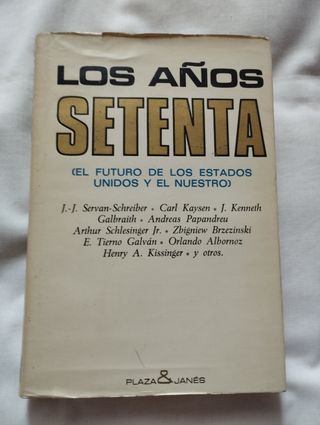 LOS AÑOS
SETENTA
(EL FUTURO DE LOS ESTADOS
UNIDOS Y EL NUESTRO)
J.-J. Servan-Schreiber • Carl Kaysen • J. Kenneth
Galbraith • Andreas Papandreu
Arthur Schlesinger Jr. • Zbigniew Brzezinski
E. Tierno Galván • Orlando Albornoz
Henry A. Kissinger • y otros.
PLAZA & JANÉS